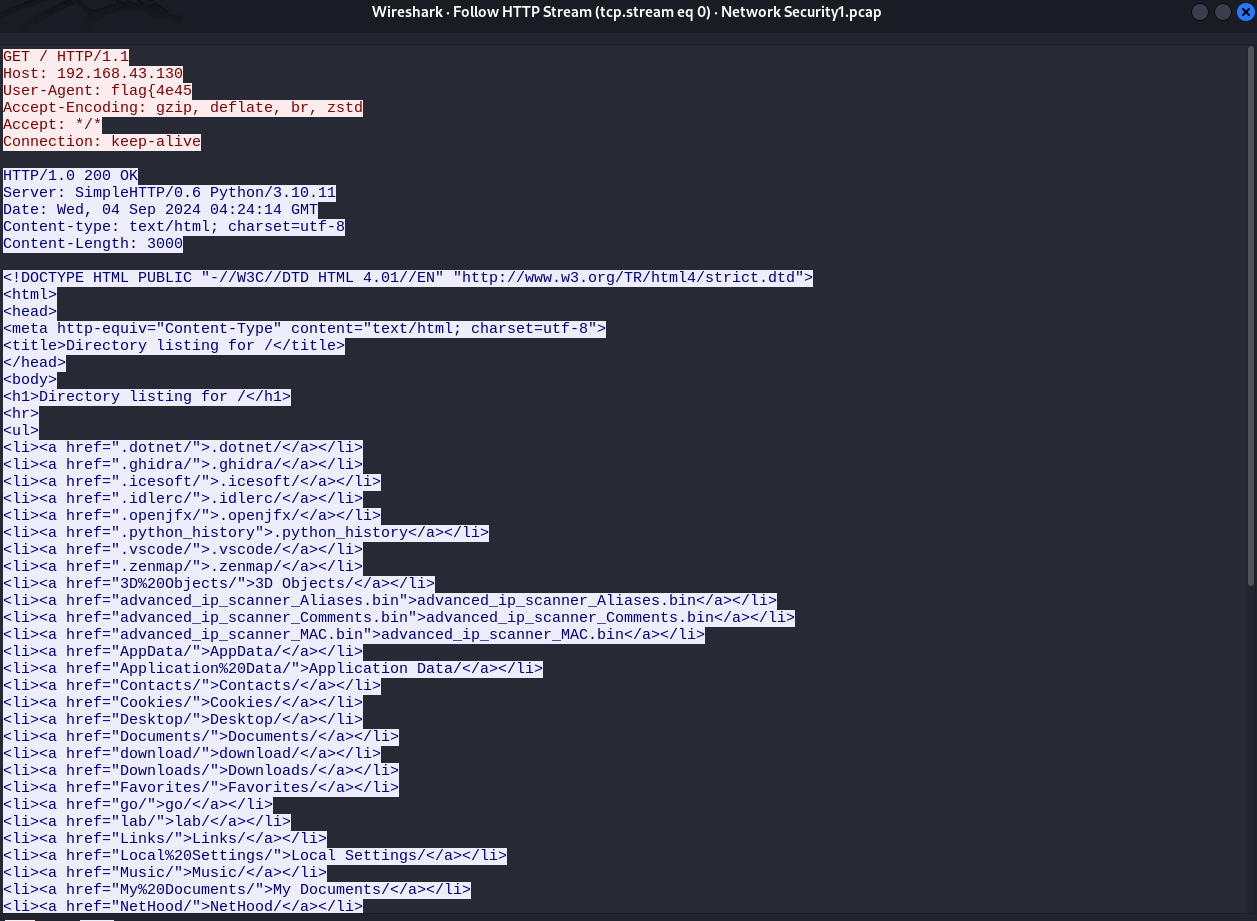 Wireshark · Follow HTTP Stream (tcp.stream eq 0) · Network Security1.pcap
GET / HTTP/1.1
Host: 192.168.43.130
User-Agent: flag{4e45
Accept-Encoding: gzip, deflate, br, zstd
Accept: */*
Connection: keep-alive
HTTP/1.0 200 OK
Server: SimpleHTTP/0.6 Python/3.10.11
Date: Wed, 04 Sep 2024 04:24:14 GMT
Content-type: text/html; charset=utf-8
Content-Length: 3000
<!DOCTYPE HTML PUBLIC "-//W3C//DTD HTML 4.01//EN" "http://www.w3.org/TR/html4/strict.dtd">
<html>
<head>
<meta http-equiv="Content-Type" content="text/html; charset=utf-8">
<title>Directory listing for /</title>
</head>
<body>
<h1>Directory listing for /</h1>
<hr>
<ul>
<li><a href=".dotnet/">.dotnet/</a></li>
<li><a href=".ghidra/">.ghidra/</a></li>
<li><a href=".icesoft/">.icesoft/</a></li>
<li><a href=".idlerc/">.idlerc/</a></li>
<li><a href=".openjfx/">.openjfx/</a></li>
<li><a href=".python_history">.python_history</a></li>
<li><a href=".vscode/">.vscode/</a></li>
<li><a href=".zenmap/">.zenmap/</a></li>
<li><a href="3D%20Objects/">3D Objects/</a></li>
<li><a href="advanced_ip_scanner_Aliases.bin">advanced_ip_scanner_Aliases.bin</a></li>
<li><a href="advanced_ip_scanner_Comments.bin">advanced_ip_scanner_Comments.bin</a></li>
<li><a href="advanced_ip_scanner_MAC.bin">advanced_ip_scanner_MAC.bin</a></li>
<li><a href="AppData/">AppData/</a></li>
<li><a href="Application%20Data/">Application Data/</a></li>
<li><a href="Contacts/">Contacts/</a></li>
<li><a href="Cookies/">Cookies/</a></li>
<li><a href="Desktop/">Desktop/</a></li>
<li><a href="Documents/">Documents/</a></li>
<li><a href="download/">download/</a></li>
<li><a href="Downloads/">Downloads/</a></li>
<li><a href="Favorites/">Favorites/</a></li>
<li><a href="go/">go/</a></li>
<li><a href="lab/">lab/</a></li>
<li><a href="Links/">Links/</a></li>
<li><a href="Local%20Settings/">Local Settings/</a></li>
<li><a href="Music/">Music/</a></li>
<li><a href="My%20Documents/">My Documents/</a></li>
<li><a href="NetHood/">NetHood/</a></li>